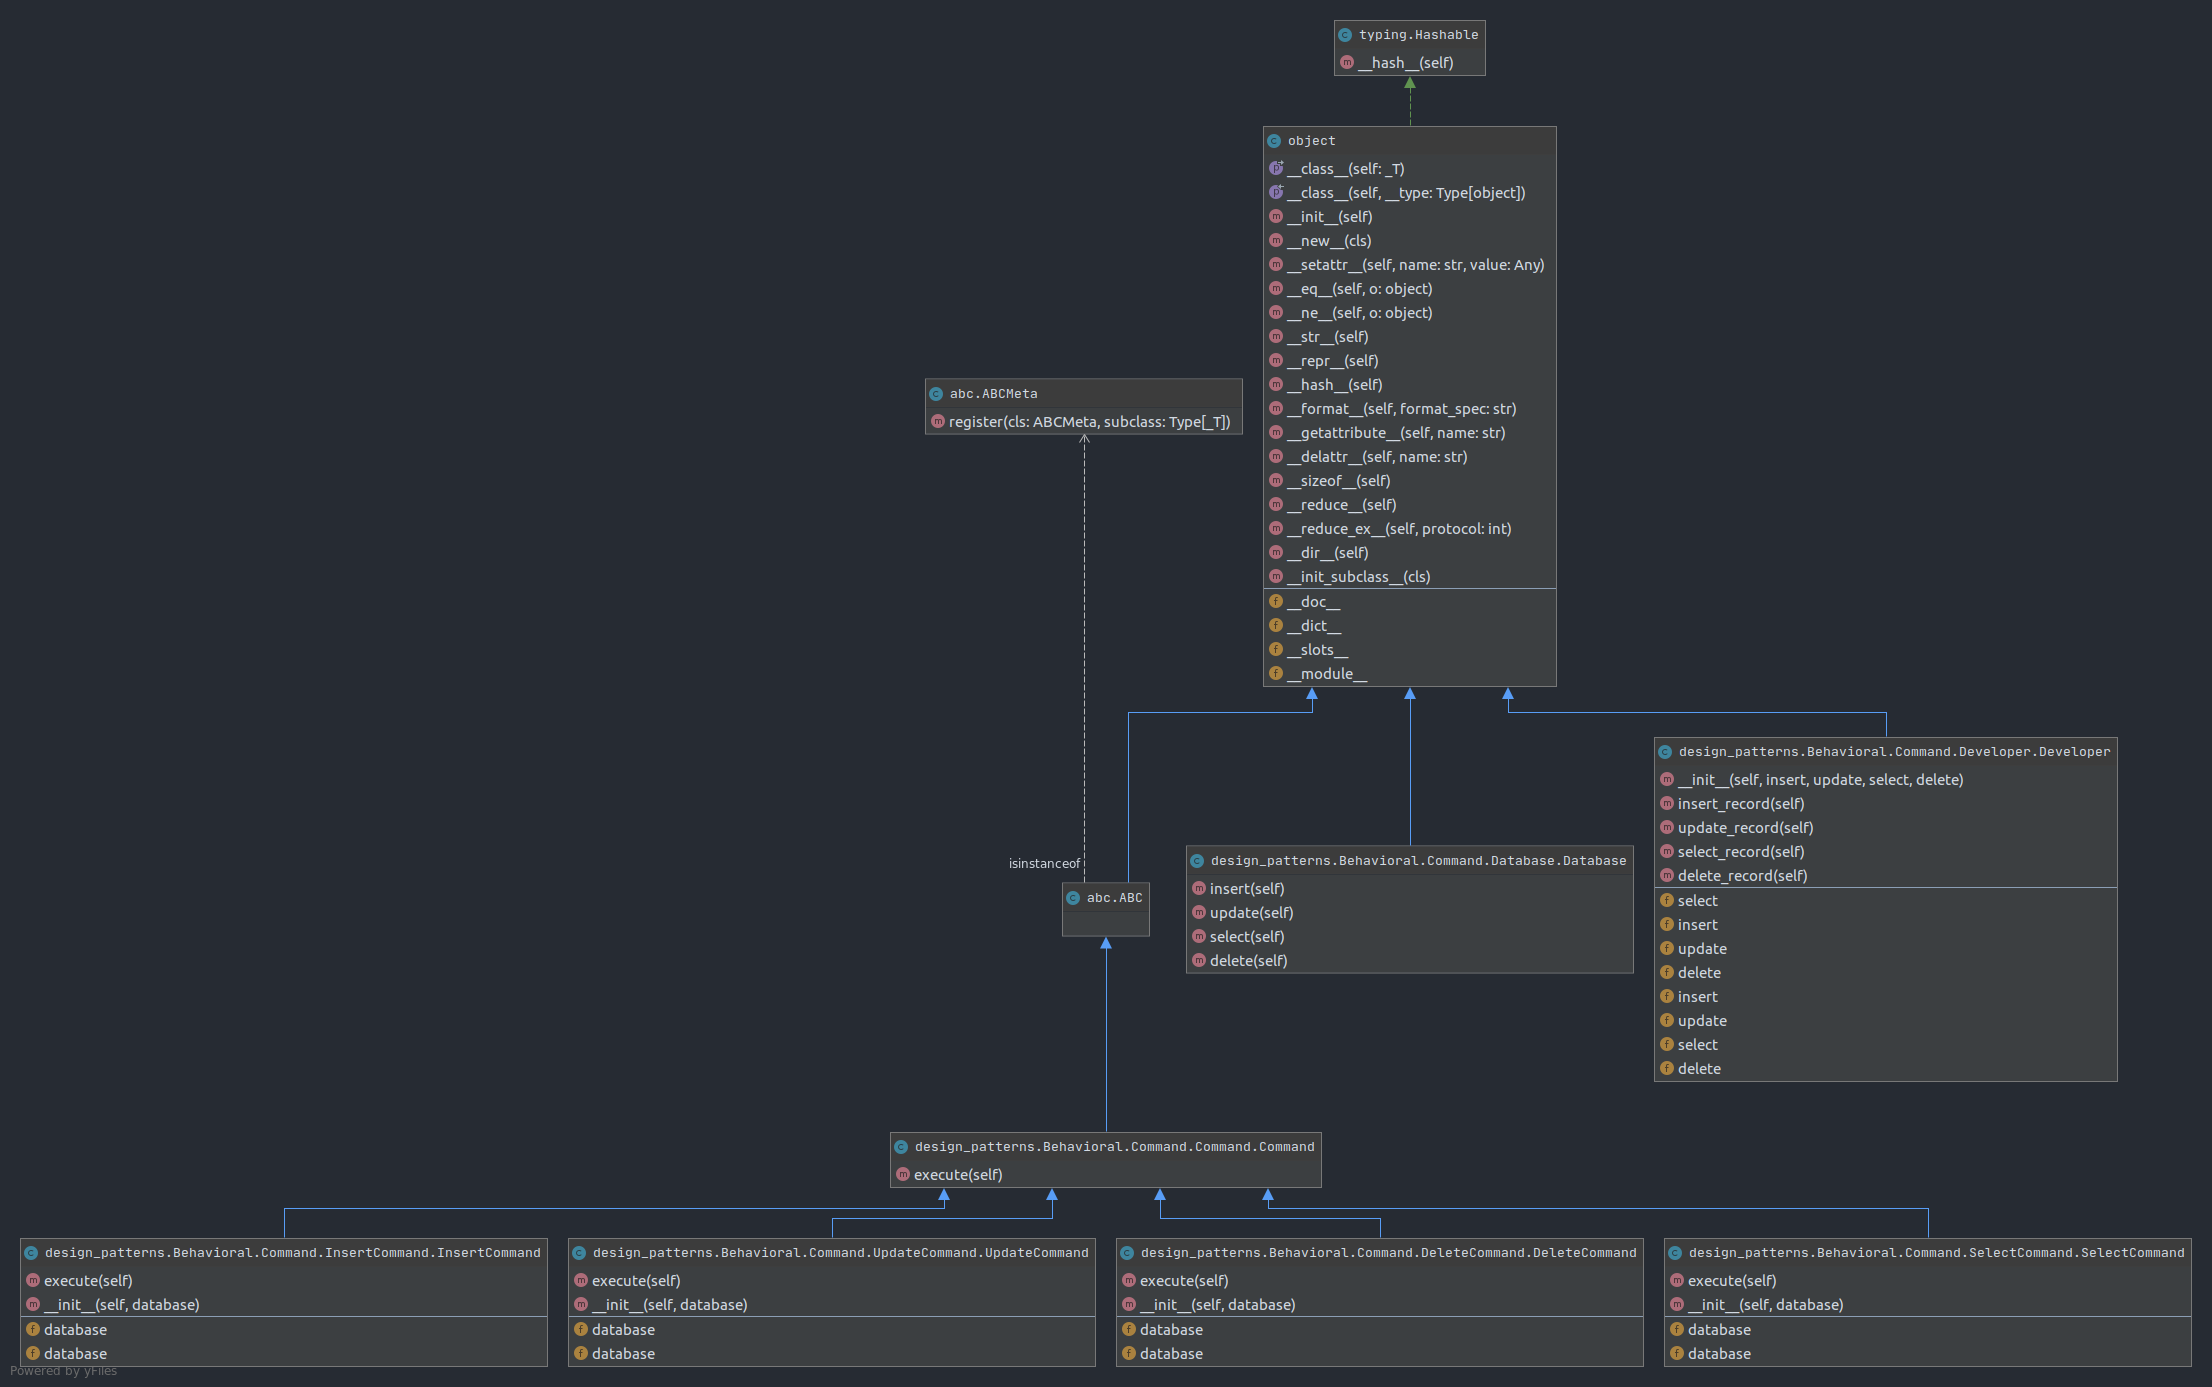 typing.Hashable
__hash__(self)
object
__class__(self: _T)
__class__(self, __type: Type[object])
__init__(self)
__new__(cls)
__setattr__(self, name: str, value: Any)
__eq__(self, o: object)
__ne__(self, o: object)
__str__(self)
__repr__(self)
__hash__(self)
__format__(self, format_spec: str)
__getattribute__(self, name: str)
__delattr__(self, name: str)
__sizeof__(self)
__reduce__(self)
__reduce_ex__(self, protocol: int)
__dir__(self)
__init_subclass__(cls)
__doc__
__dict__
__slots__
__module__
abc.ABCMeta
register(cls: ABCMeta, subclass: Type[_T])
isinstanceof
abc.ABC
design_patterns.Behavioral.Command.Database.Database
insert(self)
update(self)
select(self)
delete(self)
design_patterns.Behavioral.Command.Developer.Developer
__init__(self, insert, update, select, delete)
insert_record(self)
update_record(self)
select_record(self)
delete_record(self)
select
insert
update
delete
insert
update
select
delete
design_patterns.Behavioral.Command.Command.Command
execute(self)
design_patterns.Behavioral.Command.InsertCommand.InsertCommand
execute(self)
__init__(self, database)
database
database
design_patterns.Behavioral.Command.UpdateCommand.UpdateCommand
execute(self)
__init__(self, database)
database
database
design_patterns.Behavioral.Command.DeleteCommand.DeleteCommand
execute(self)
__init__(self, database)
database
database
design_patterns.Behavioral.Command.SelectCommand.SelectCommand
execute(self)
__init__(self, database)
database
database
Powered by yFiles